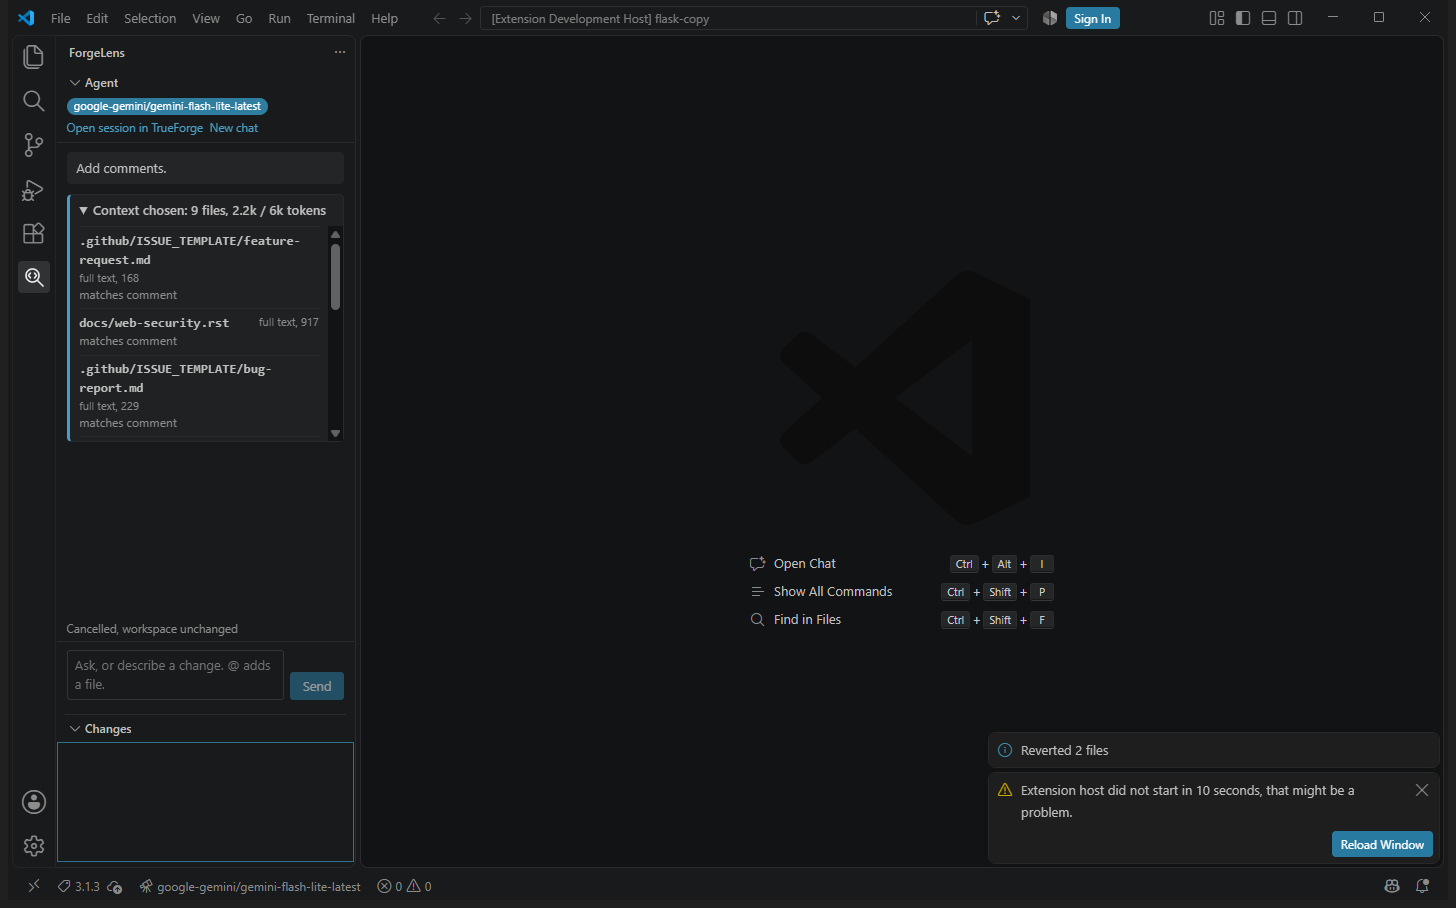 File Edit Selection View Go Run Terminal Help
[Extension Development Host] flask-copy
Sign In
ForgeLens
Agent
google-gemini/gemini-flash-lite-latest
Open session in TrueForge New chat
Add comments.
Context chosen: 9 files, 2.2k / 6k tokens
.github/ISSUE_TEMPLATE/feature-
request.md
full text, 168
matches comment
docs/web-security.rst full text, 917
matches comment
.github/ISSUE_TEMPLATE/bug-
report.md
full text, 229
matches comment
Cancelled, workspace unchanged
Ask, or describe a change. @ adds
a file.
Send
Changes
Open Chat Ctrl + Alt + I
Show All Commands Ctrl + Shift + P
Find in Files Ctrl + Shift + F
Reverted 2 files
Extension host did not start in 10 seconds, that might be a
problem.
Reload Window
3.1.3 google-gemini/gemini-flash-lite-latest 0 0